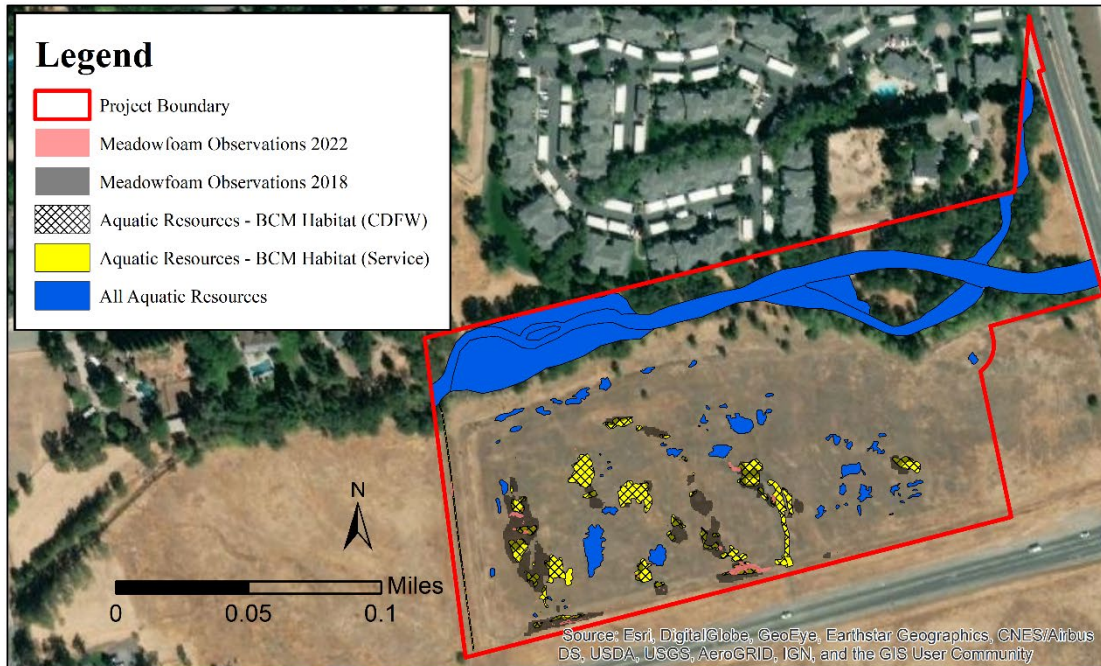 Legend
Project Boundary
Meadowfoam Observations 2022
Meadowfoam Observations 2018
Aquatic Resources - BCM Habitat (CDFW)
Aquatic Resources - BCM Habitat (Service)
All Aquatic Resources
N
Miles
0 0.05 0.1
Source: Esri, DigitalGlobe, GeoEye, Earthstar Geographics, CNES/Airbus
DS, USDA, USGS, AeroGRID, IGN, and the GIS User Community